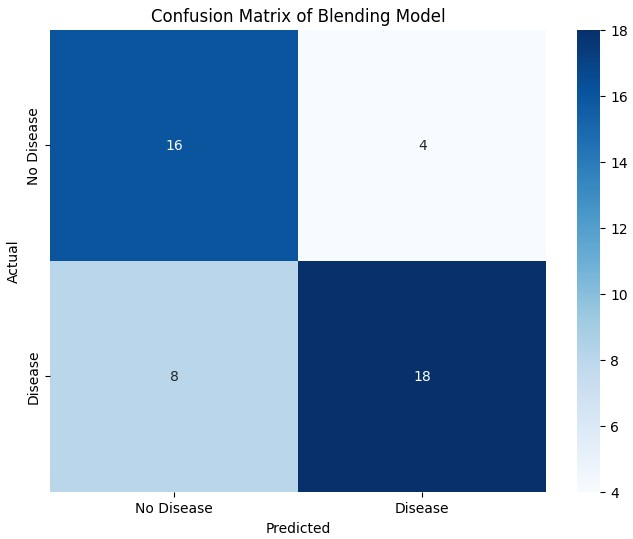 Confusion Matrix of Blending Model
No Disease
16
4
Actual
Disease
8
18
No Disease
Disease
Predicted
18
16
14
12
10
8
6
4